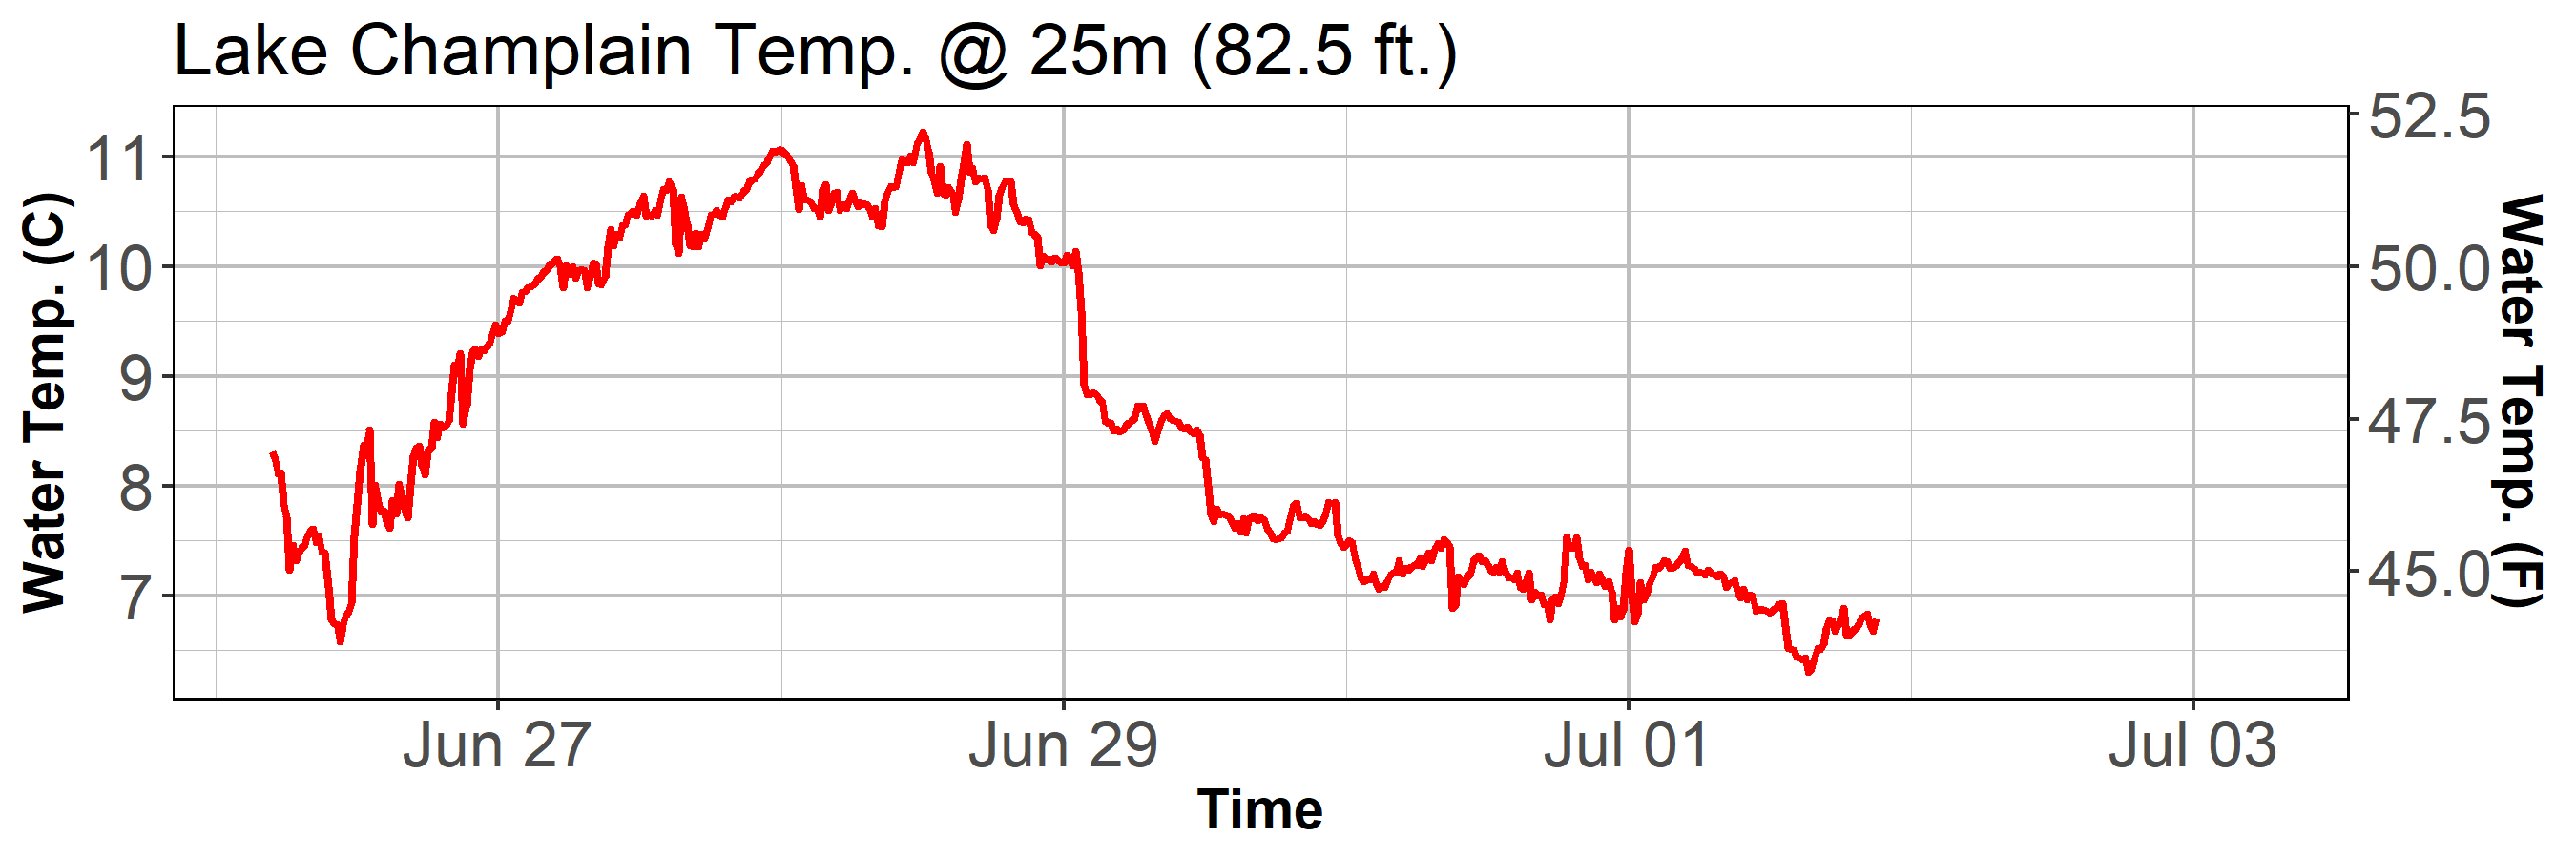 Lake Champlain Temp. @ 25m (82.5 ft.)
Water Temp. (C)
11
10
9
8
7
52.5
50.0
47.5
45.0
Water Temp. (F)
Jun 27
Jun 29
Jul 01
Jul 03
Time